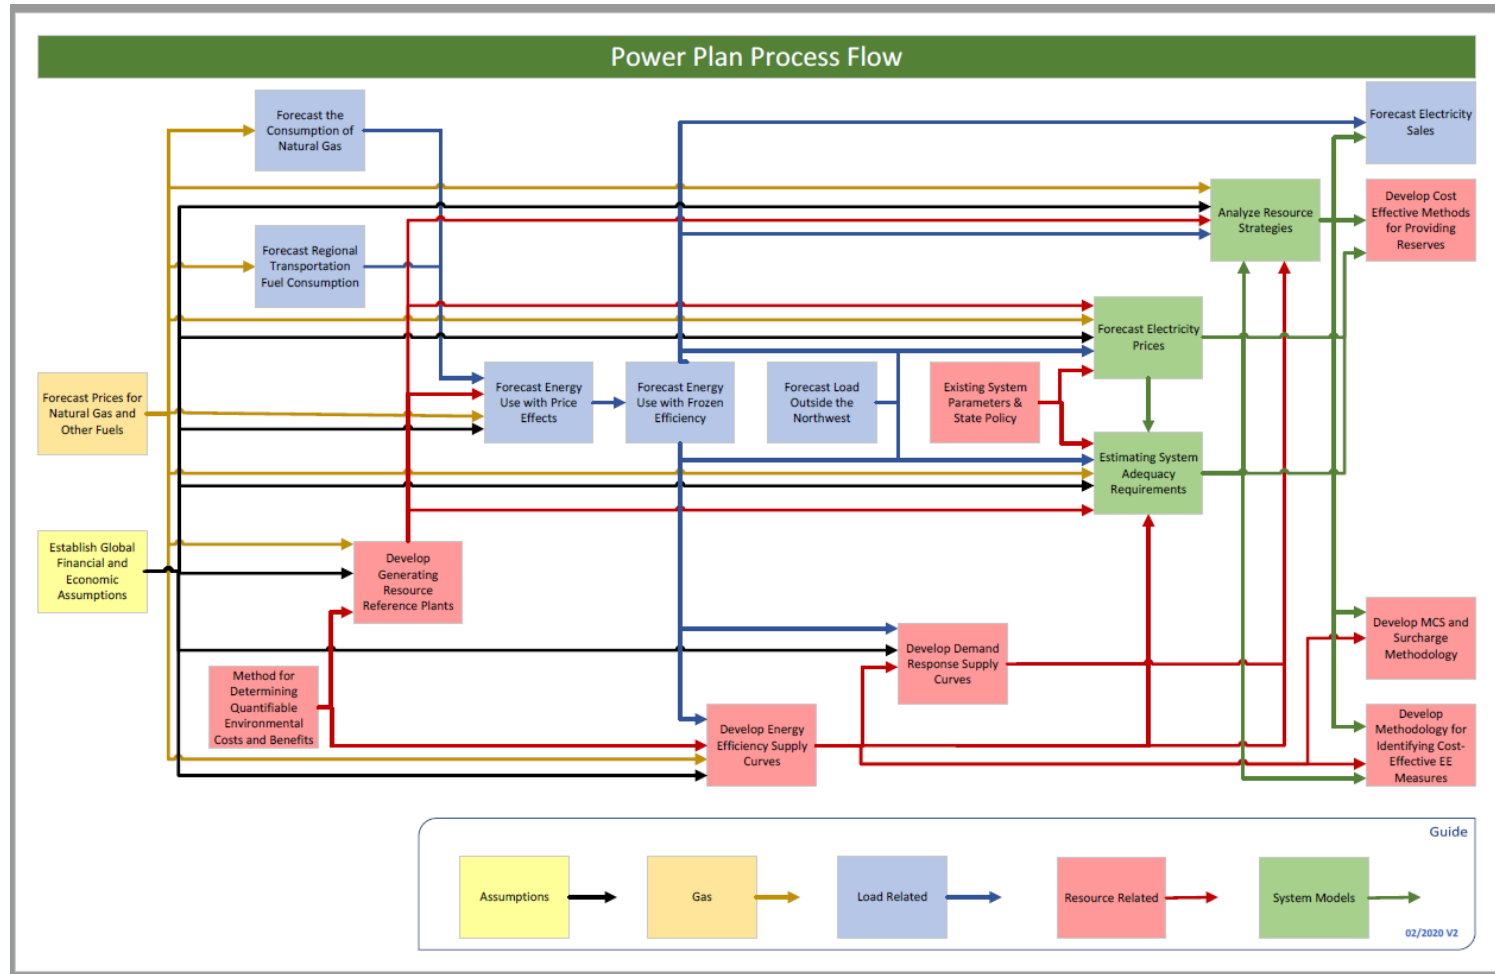 Power Plan Process Flow
Forecast the
Consumption of
Natural Gas
Forecast Electricity
Sales
Analyze Resource
Strategies
Develop Cost
Effective Methods
for Providing
Reserves
Forecast Regional
Transportation
Fuel Consumption
Forecast Electricity
Prices
Forecast Prices for
Natural Gas and
Other Fuels
Forecast Energy
Use with Price
Effects
Forecast Energy
Use with Frozen
Efficiency
Forecast Load
Outside the
Northwest
Existing System
Parameters &
State Policy
Estimating System
Adequacy
Requirements
Establish Global
Financial and
Economic
Assumptions
Develop
Generating
Resource
Reference Plants
Develop Demand
Response Supply
Curves
Develop MCS and
Surcharge
Methodology
Method for
Determining
Quantifiable
Environmental
Costs and Benefits
Develop Energy
Efficiency Supply
Curves
Develop
Methodology for
Identifying Cost-
Effective EE
Measures
Guide
Assumptions
Gas
Load Related
Resource Related
System Models
02/2020 V2